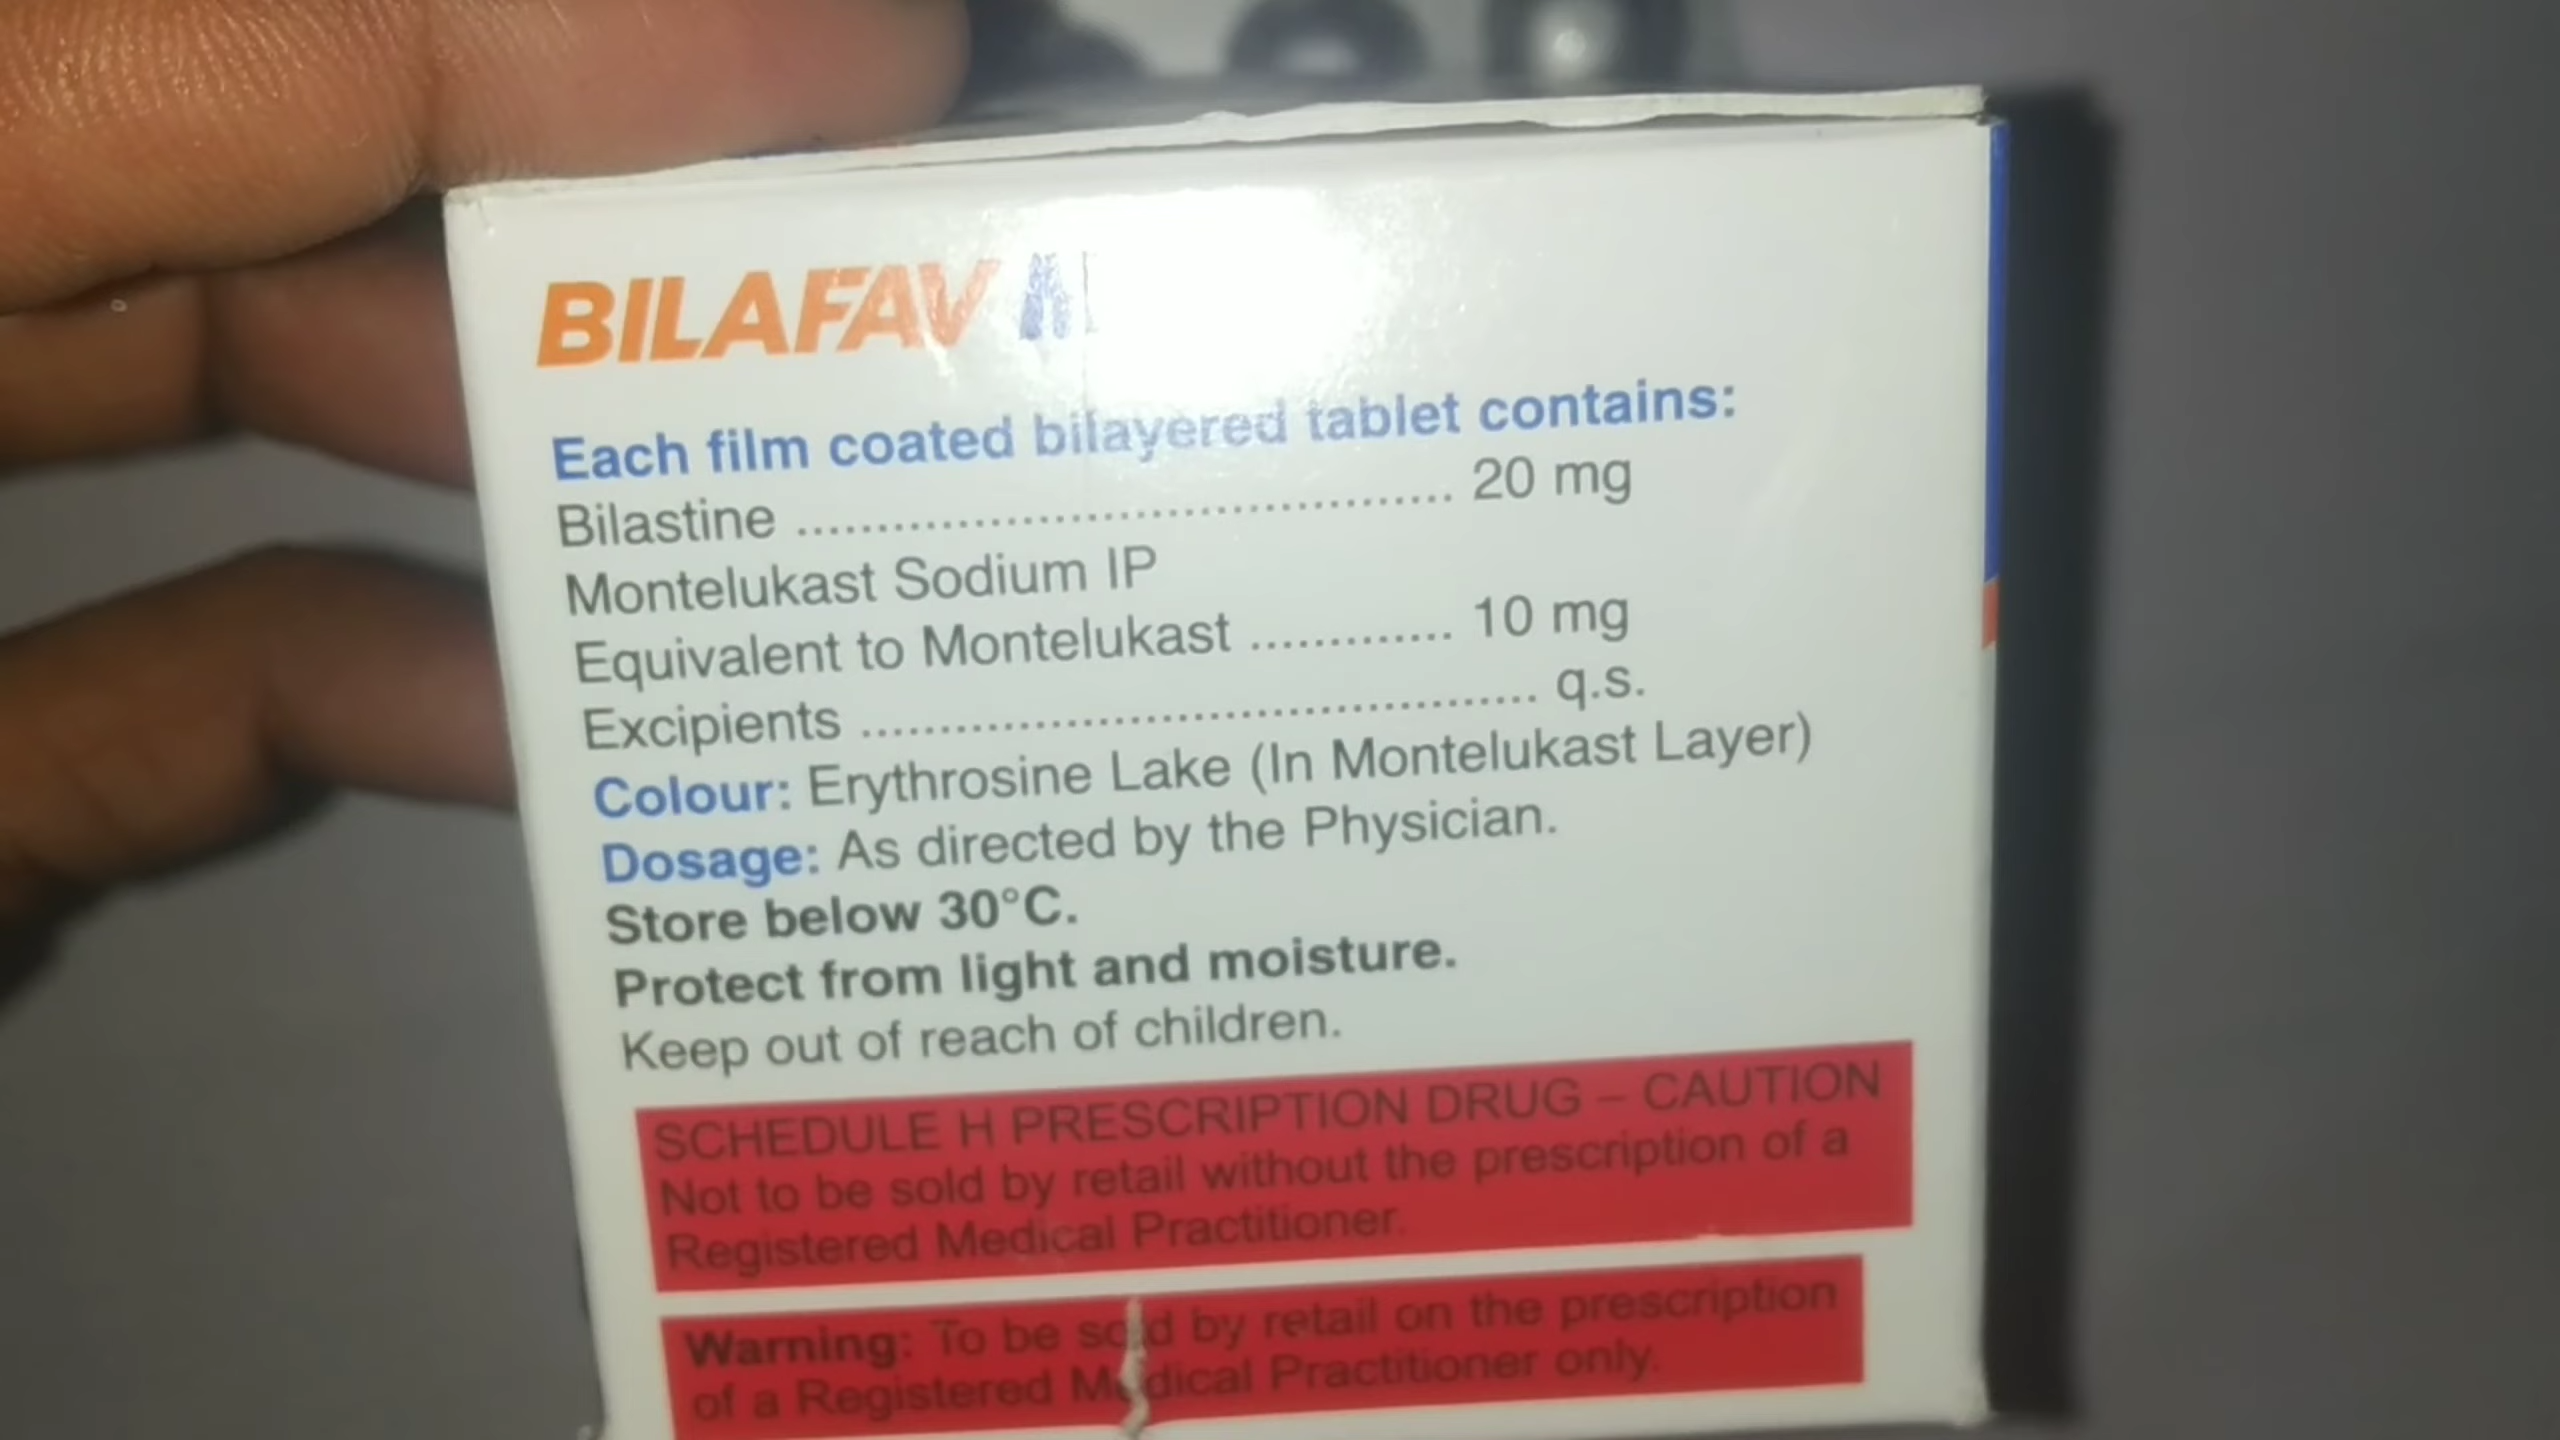 BILAFAV
Each film coated bilayered tablet contains:
Bilastine ........................................ 20 mg
Montelukast Sodium IP
Equivalent to Montelukast ............. 10 mg
Excipients ......................................... q.s.
Colour: Erythrosine Lake (In Montelukast Layer)
Dosage: As directed by the Physician.
Store below 30°C.
Protect from light and moisture.
Keep out of reach of children.
SCHEDULE H PRESCRIPTION DRUG – CAUTION
Not to be sold by retail without the prescription of a
Registered Medical Practitioner.
Warning: To be sold by retail on the prescription
of a Registered Medical Practitioner only.